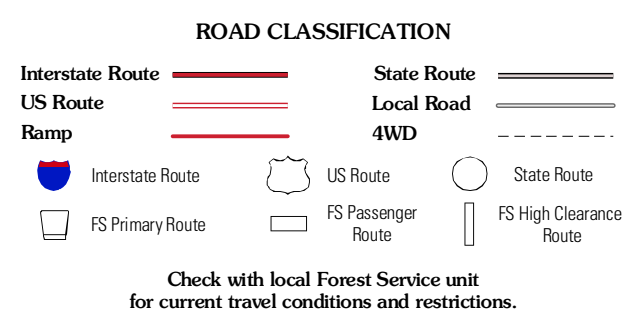 ROAD CLASSIFICATION
Interstate Route
State Route
US Route
Local Road
Ramp
4WD
Interstate Route
US Route
State Route
FS Primary Route
FS Passenger
Route
FS High Clearance
Route
Check with local Forest Service unit
for current travel conditions and restrictions.